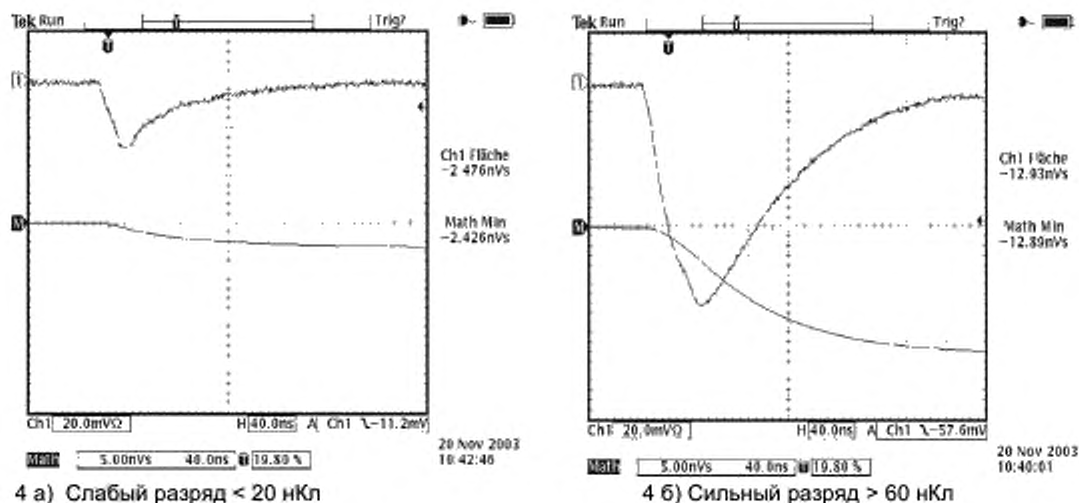 Tek Run Trig?
T
1
Ch1 Fläche
-2.476nVs
M
Math Min
-2.426nVs
Ch1 20.0mVΩ H 40.0ns A Ch1 -11.2mV
Math 5.00nVs 40.0ns T 19.80 %
20 Nov 2003
10:42:46
4 а) Слабый разряд < 20 нКл
Tek Run Trig?
T
1
Ch1 Fläche
-12.93nVs
M
Math Min
-12.89nVs
Ch1 20.0mVΩ H 40.0ns A Ch1 -57.6mV
Math 5.00nVs 40.0ns T 19.80 %
20 Nov 2003
10:40:01
4 б) Сильный разряд > 60 нКл